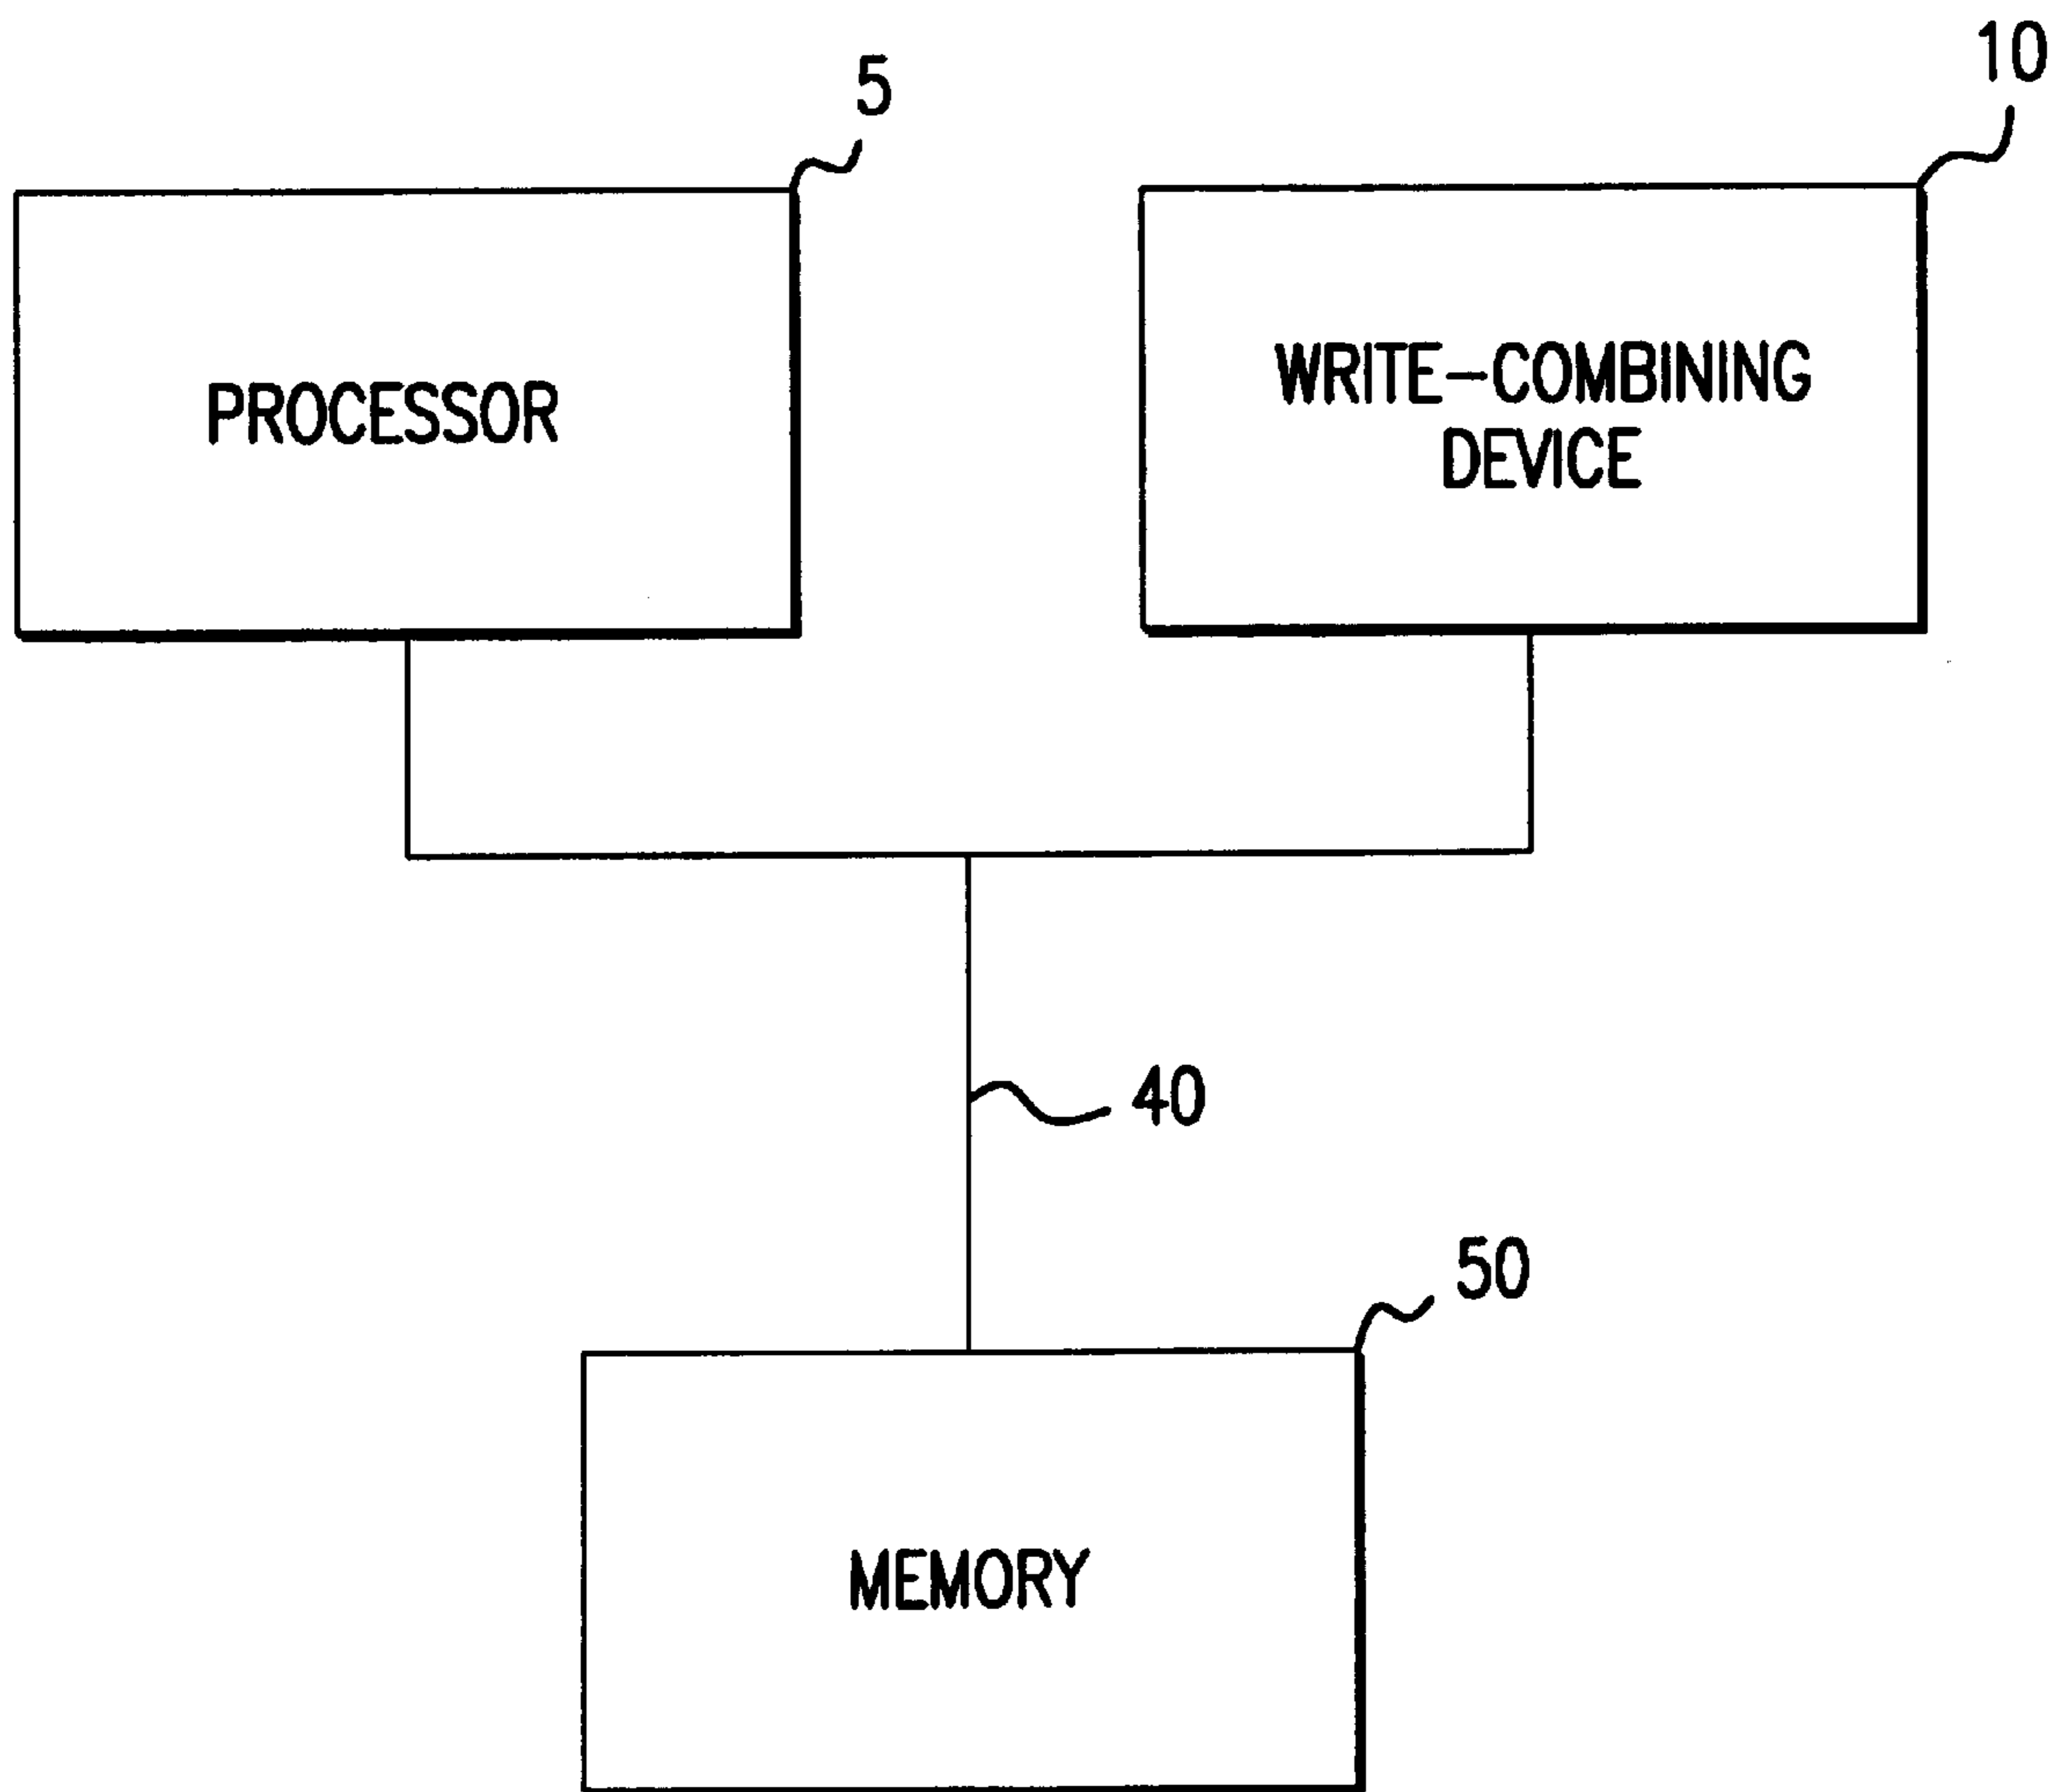 5
10
PROCESSOR
WRITE-COMBINING
DEVICE
40
50
MEMORY